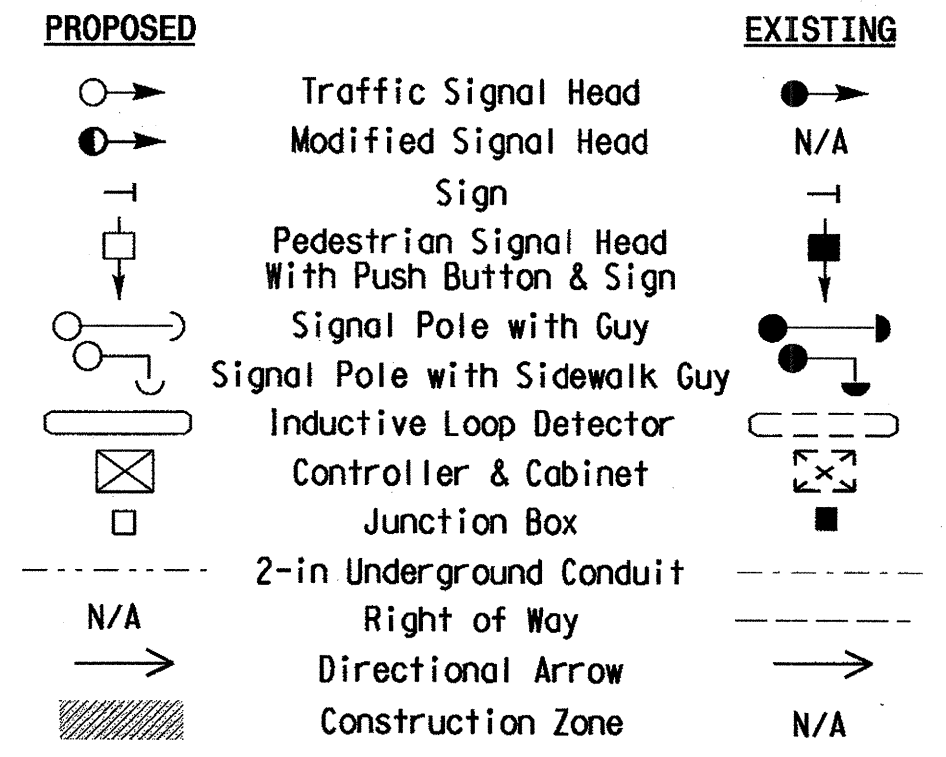 PROPOSED EXISTING
Traffic Signal Head
Modified Signal Head N/A
Sign
Pedestrian Signal Head
With Push Button & Sign
Signal Pole with Guy
Signal Pole with Sidewalk Guy
Inductive Loop Detector
Controller & Cabinet
Junction Box
2-in Underground Conduit
N/A Right of Way
Directional Arrow
Construction Zone N/A